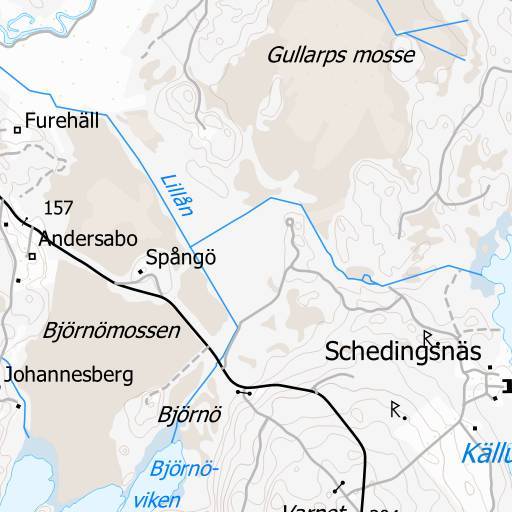 Gullarps mosse
Furehäll
Lillån
157
Andersabo
Spångö
Björnömossen
Schedingsnäs
Johannesberg
R
R
Björnö
Björnö-
viken